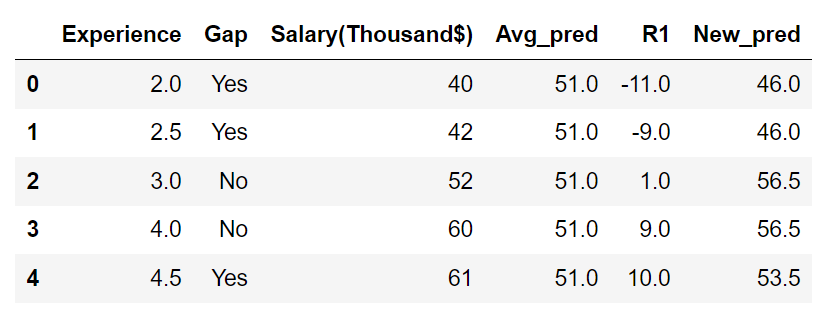 Experience Gap Salary(Thousand$) Avg_pred R1 New_pred
0 2.0 Yes 40 51.0 -11.0 46.0
1 2.5 Yes 42 51.0 -9.0 46.0
2 3.0 No 52 51.0 1.0 56.5
3 4.0 No 60 51.0 9.0 56.5
4 4.5 Yes 61 51.0 10.0 53.5